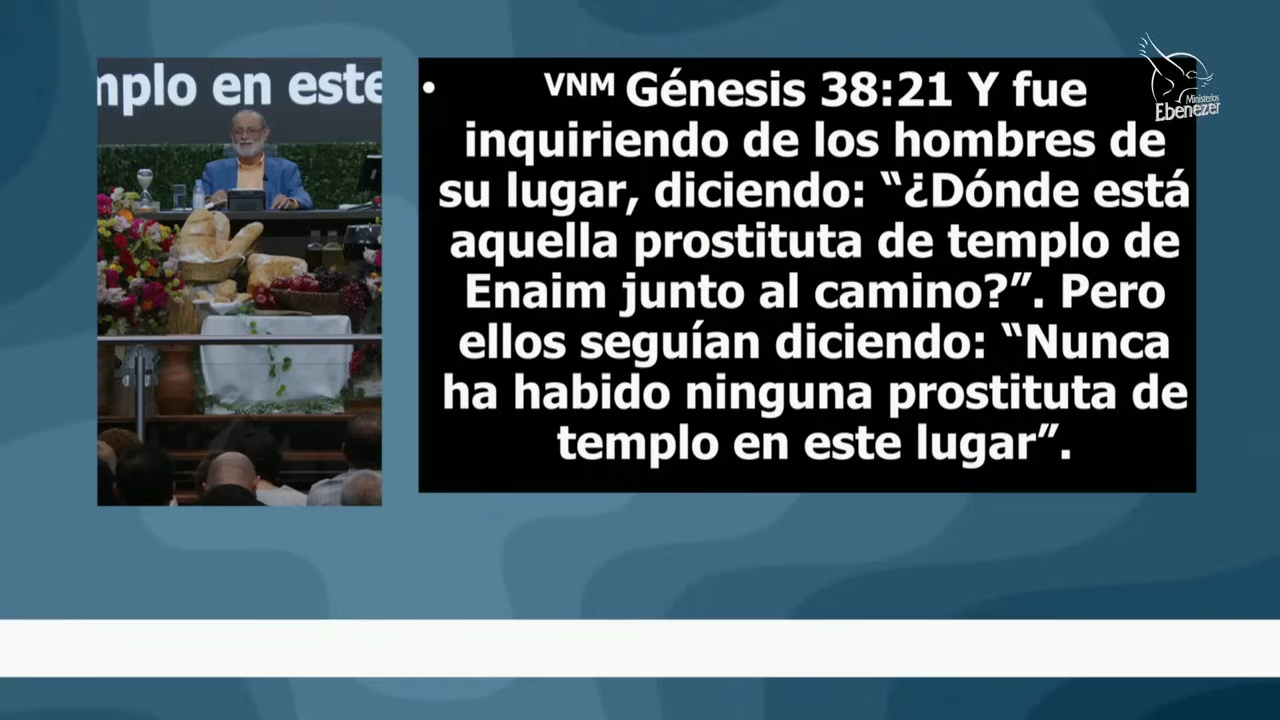 mplo en este
• VNM Génesis 38:21 Y fue
inquiriendo de los hombres de
su lugar, diciendo: “¿Dónde está
aquella prostituta de templo de
Enaim junto al camino?”. Pero
ellos seguían diciendo: “Nunca
ha habido ninguna prostituta de
templo en este lugar”.
Ministerios
Ebenezer